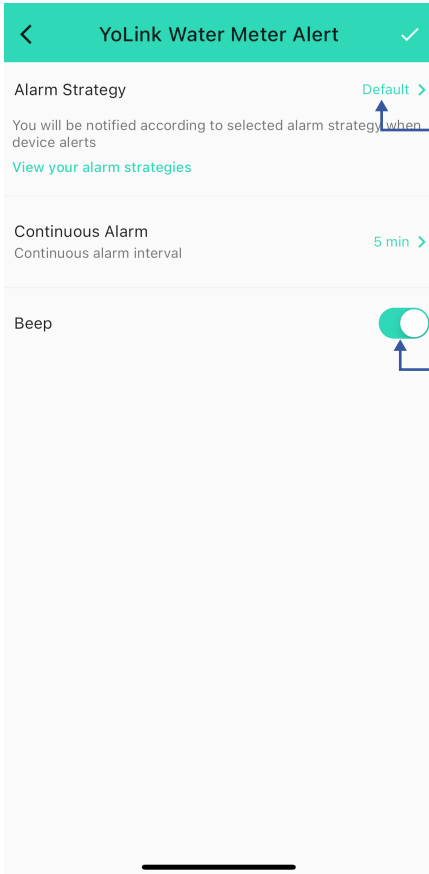 YoLink Water Meter Alert
Alarm Strategy
Default
You will be notified according to selected alarm strategy when
device alerts
View your alarm strategies
Continuous Alarm
5 min
Continuous alarm interval
Beep